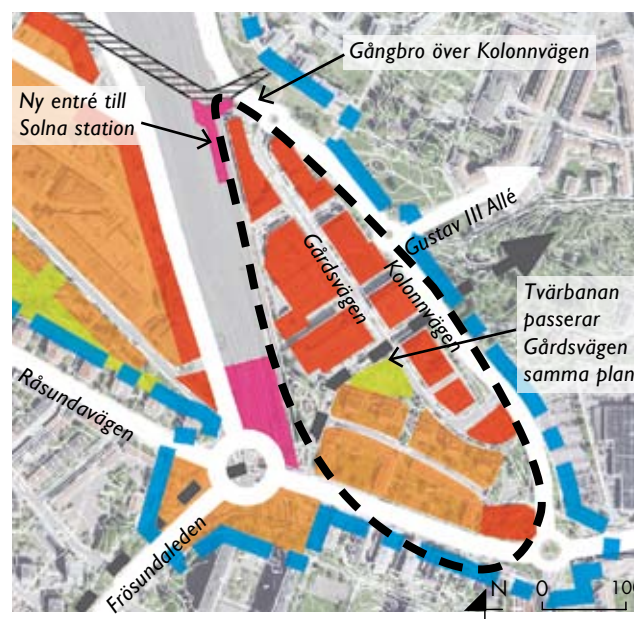 Gångbro över Kolonnvägen
Ny entré till
Solna station
Gustav III Allé
Gårdsvägen
Kolonnvägen
Tvärbanan
passerar
Gårdsvägen
samma plan
Råsundavägen
Frösundaleden
N 0 100